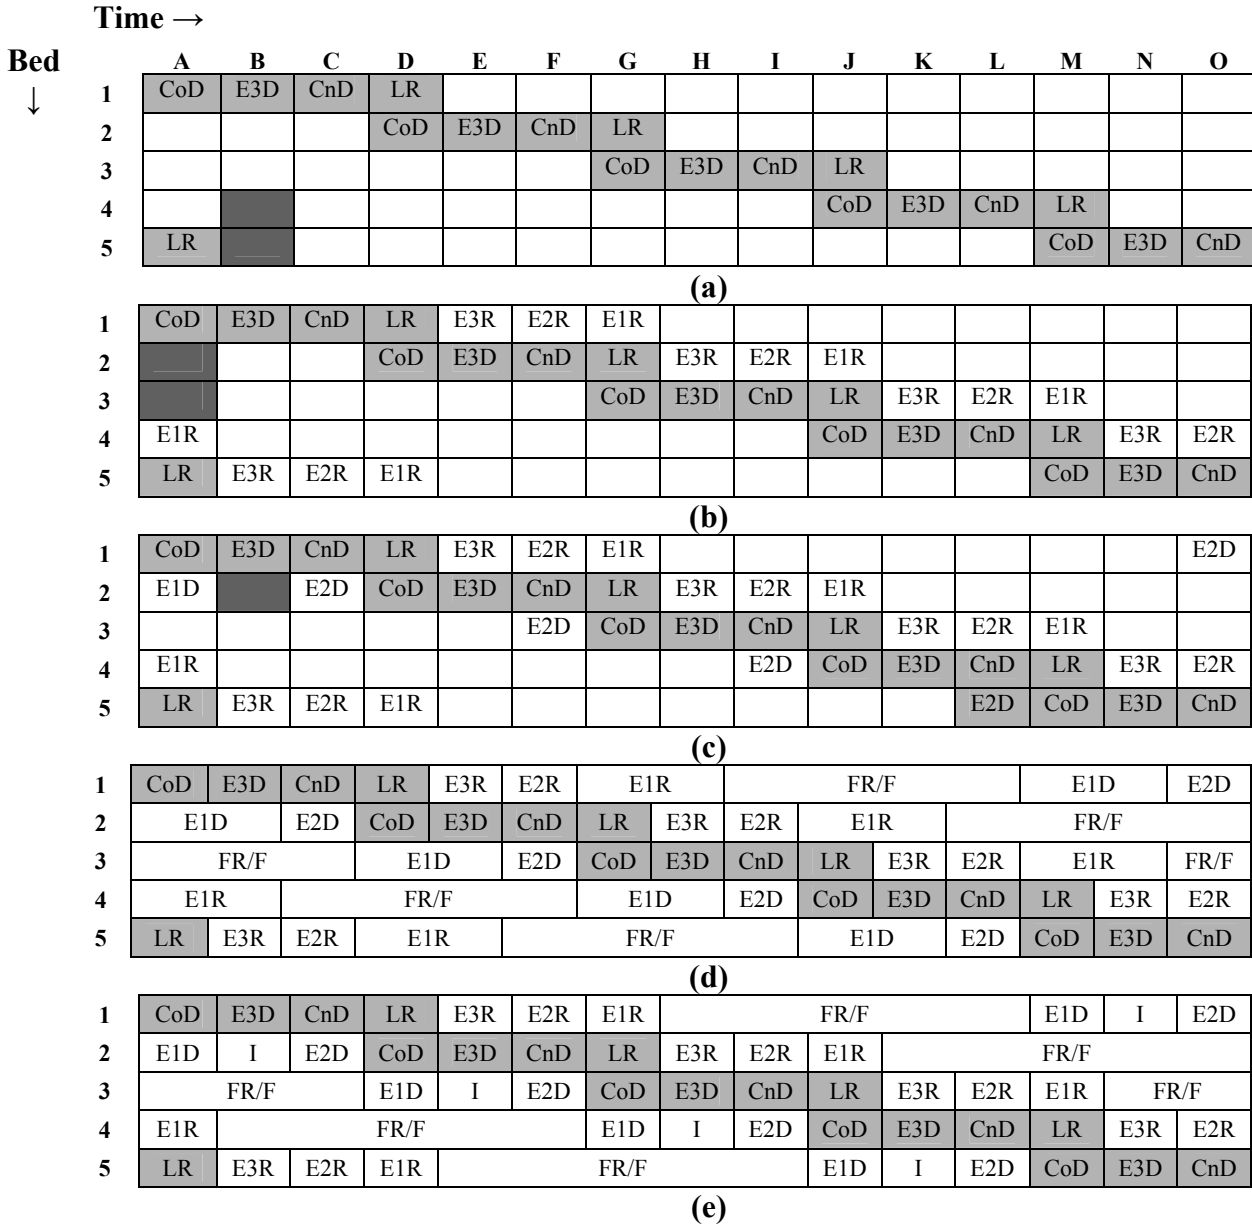 Time →
Bed A B C D E F G H I J K L M N O
↓
1 CoD E3D CnD LR
2 CoD E3D CnD LR
3 CoD E3D CnD LR
4 CoD E3D CnD LR
5 LR CoD E3D CnD
(a)
1 CoD E3D CnD LR E3R E2R E1R
2 CoD E3D CnD LR E3R E2R E1R
3 CoD E3D CnD LR E3R E2R E1R
4 E1R CoD E3D CnD LR E3R E2R
5 LR E3R E2R E1R CoD E3D CnD
(b)
1 CoD E3D CnD LR E3R E2R E1R E2D
2 E1D E2D CoD E3D CnD LR E3R E2R E1R
3 E2D CoD E3D CnD LR E3R E2R E1R
4 E1R E2D CoD E3D CnD LR E3R E2R
5 LR E3R E2R E1R E2D CoD E3D CnD
(c)
1 CoD E3D CnD LR E3R E2R E1R FR/F E1D E2D
2 E1D E2D CoD E3D CnD LR E3R E2R E1R FR/F
3 FR/F E1D E2D CoD E3D CnD LR E3R E2R E1R FR/F
4 E1R FR/F E1D E2D CoD E3D CnD LR E3R E2R
5 LR E3R E2R E1R FR/F E1D E2D CoD E3D CnD
(d)
1 CoD E3D CnD LR E3R E2R E1R FR/F E1D I E2D
2 E1D I E2D CoD E3D CnD LR E3R E2R E1R FR/F
3 FR/F E1D I E2D CoD E3D CnD LR E3R E2R E1R FR/F
4 E1R FR/F E1D I E2D CoD E3D CnD LR E3R E2R
5 LR E3R E2R E1R FR/F E1D I E2D CoD E3D CnD
(e)